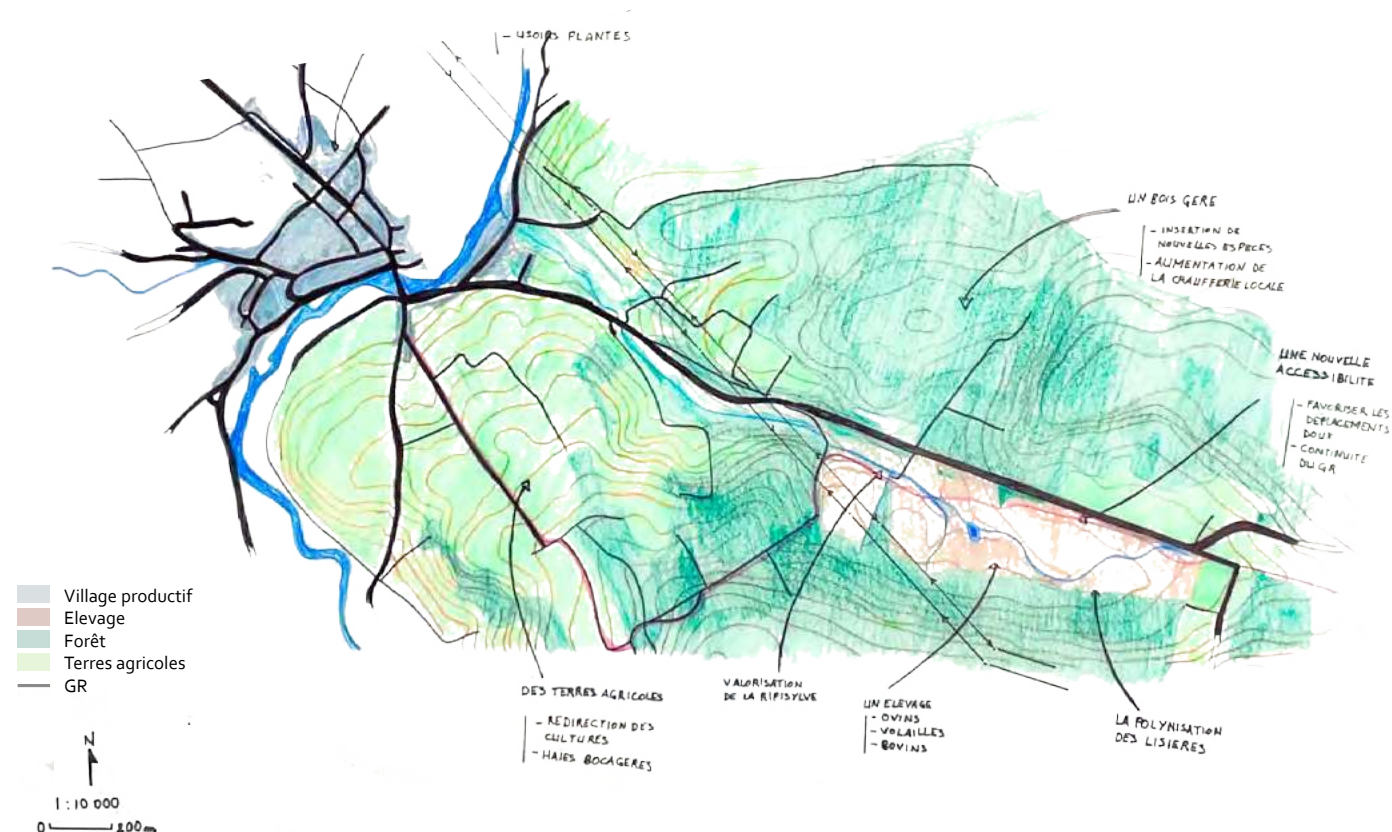 - USOIRS PLANTES
UN BOIS GERE
- INSERTION DE
NOUVELLES ESPECES
- ALIMENTATION DE
LA CHAUFFERIE LOCALE
UNE NOUVELLE
ACCESSIBILITE
- FAVORISER LES
DEPLACEMENTS
DOUX
- CONTINUITE
DU GR
Village productif
Elevage
Forêt
Terres agricoles
GR
DES TERRES AGRICOLES
- REDIRECTION DES
CULTURES
- HAIES BOCAGERES
VALORISATION
DE LA RIPISYLVE
UN ELEVAGE
- OVINS
- VOLAILLES
- BOVINS
LA POLYNISATION
DES LISIERES
N
1:10 000
0 200m